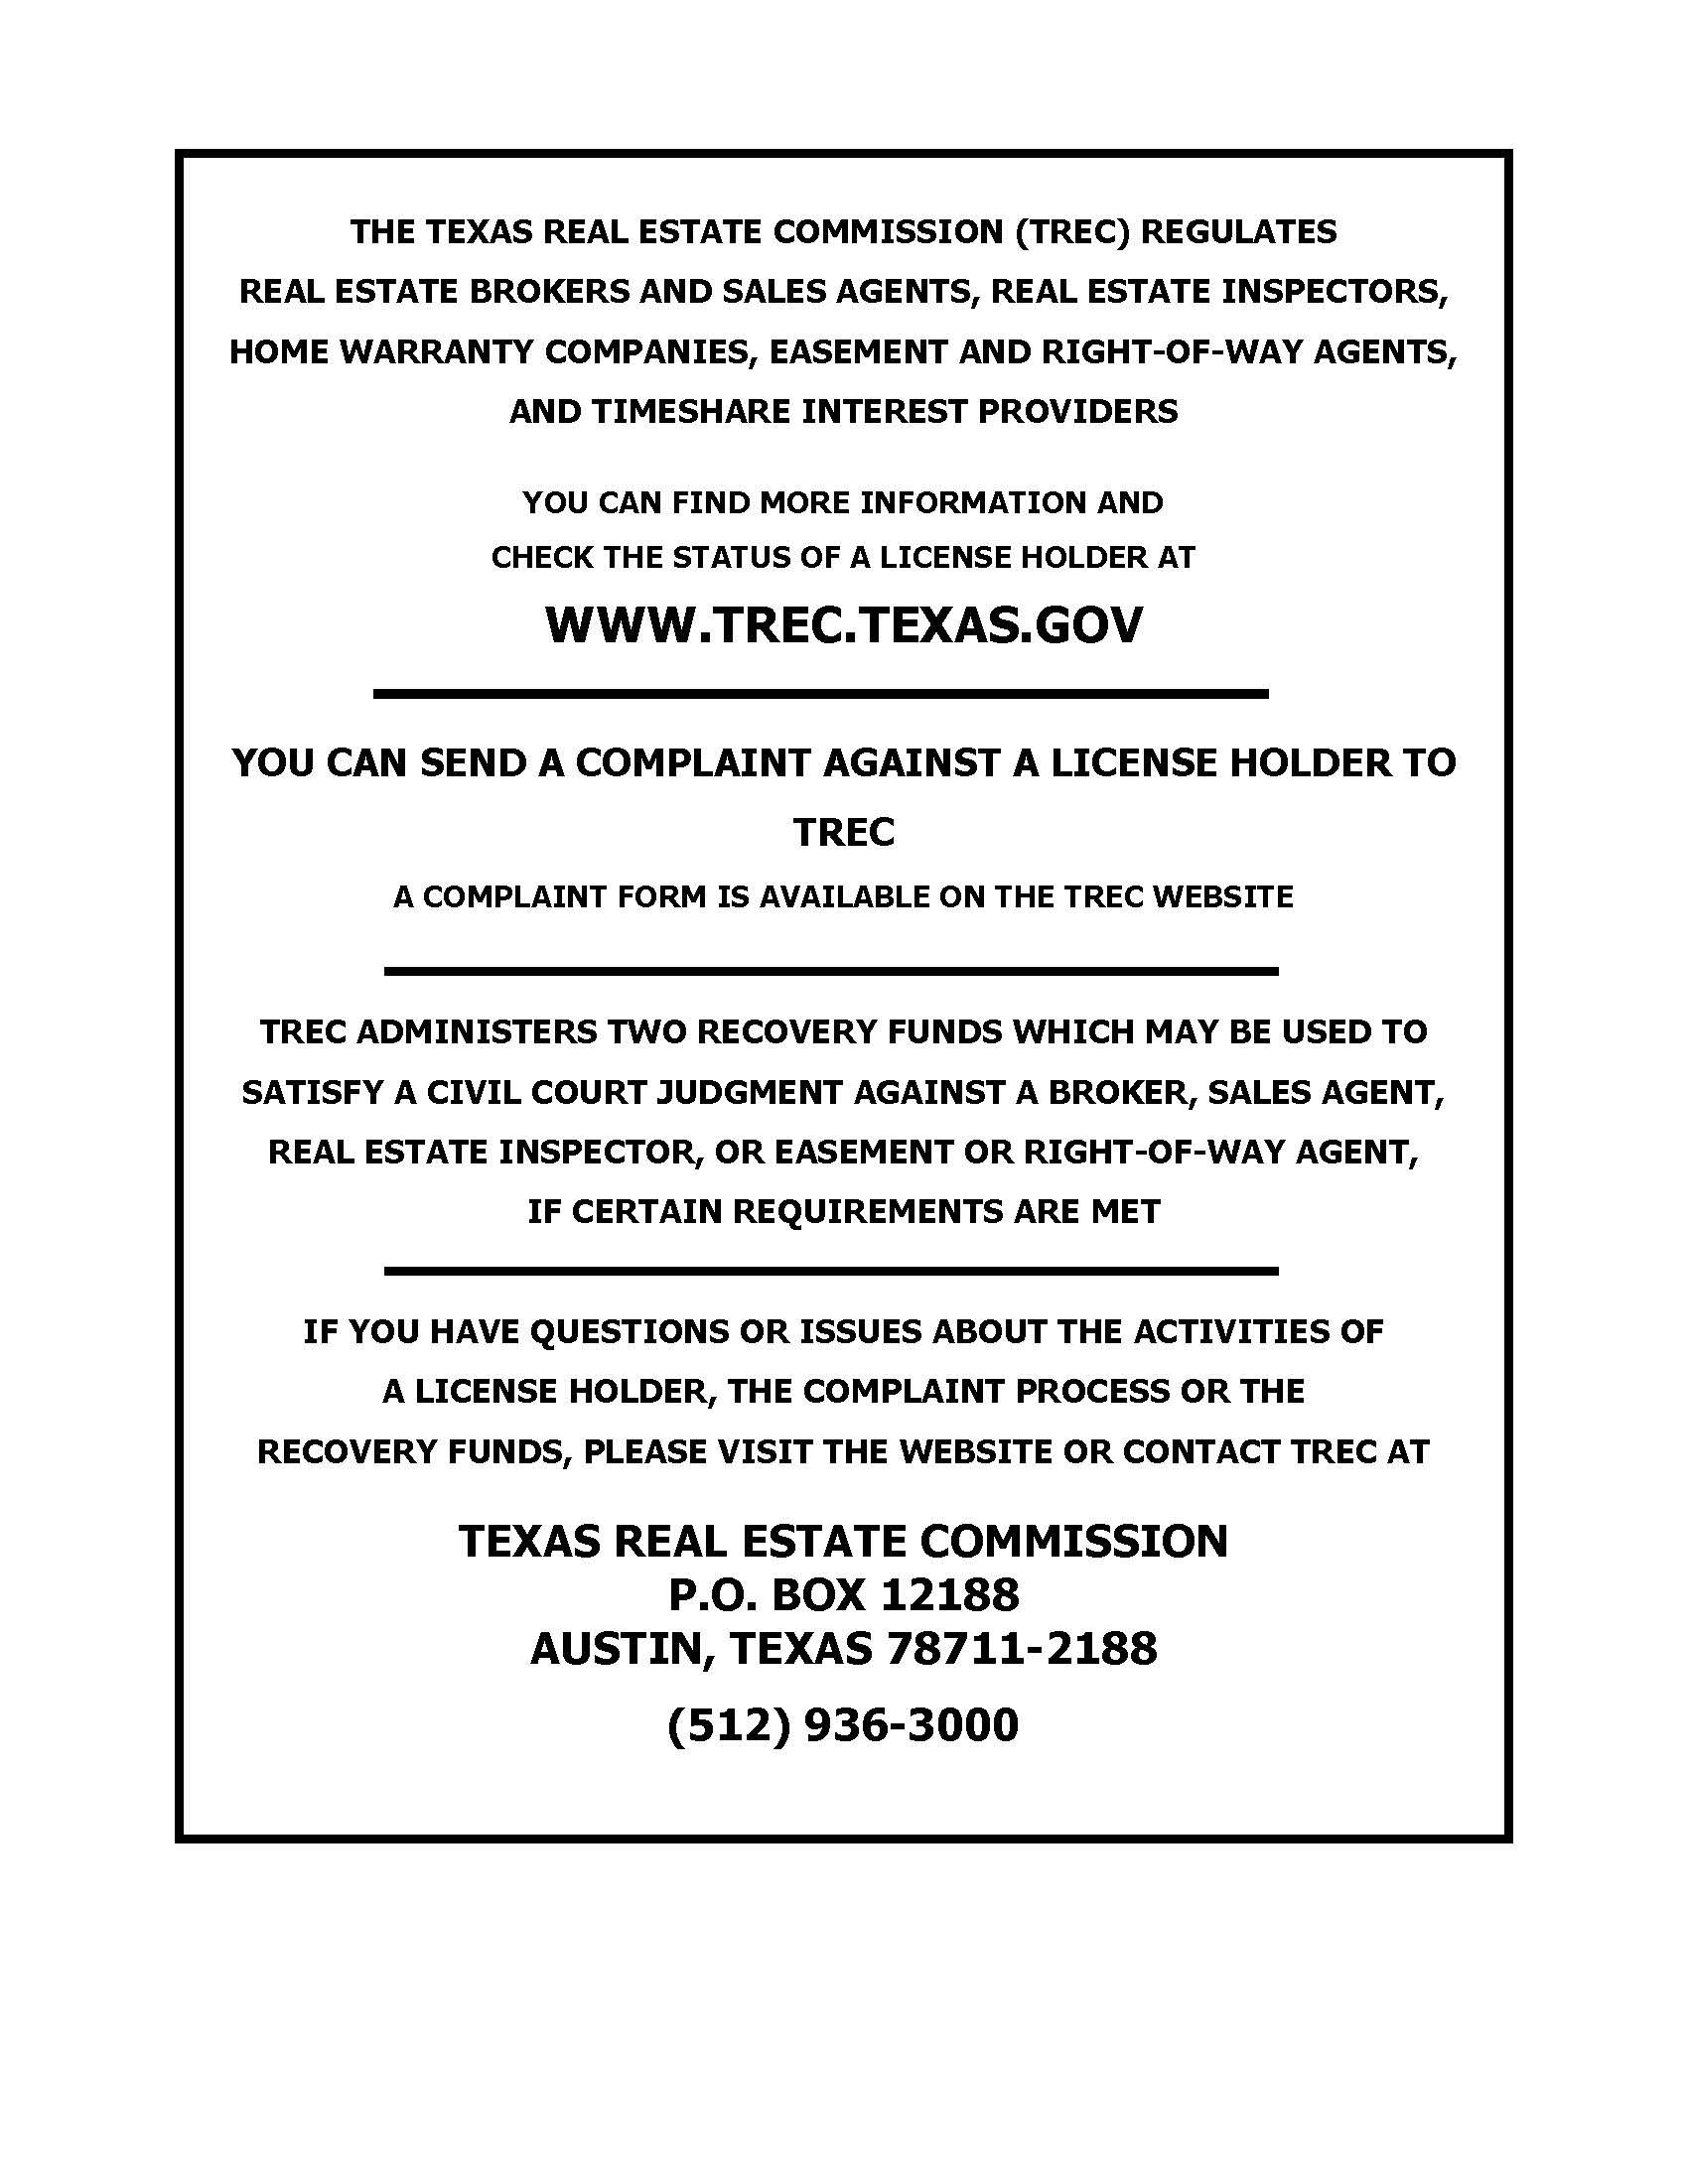 THE TEXAS REAL ESTATE COMMISSION (TREC) REGULATES
REAL ESTATE BROKERS AND SALES AGENTS, REAL ESTATE INSPECTORS,
HOME WARRANTY COMPANIES, EASEMENT AND RIGHT-OF-WAY AGENTS,
AND TIMESHARE INTEREST PROVIDERS
YOU CAN FIND MORE INFORMATION AND
CHECK THE STATUS OF A LICENSE HOLDER AT
WWW.TREC.TEXAS.GOV
YOU CAN SEND A COMPLAINT AGAINST A LICENSE HOLDER TO
TREC
A COMPLAINT FORM IS AVAILABLE ON THE TREC WEBSITE
TREC ADMINISTERS TWO RECOVERY FUNDS WHICH MAY BE USED TO
SATISFY A CIVIL COURT JUDGMENT AGAINST A BROKER, SALES AGENT,
REAL ESTATE INSPECTOR, OR EASEMENT OR RIGHT-OF-WAY AGENT,
IF CERTAIN REQUIREMENTS ARE MET
IF YOU HAVE QUESTIONS OR ISSUES ABOUT THE ACTIVITIES OF
A LICENSE HOLDER, THE COMPLAINT PROCESS OR THE
RECOVERY FUNDS, PLEASE VISIT THE WEBSITE OR CONTACT TREC AT
TEXAS REAL ESTATE COMMISSION
P.O. BOX 12188
AUSTIN, TEXAS 78711-2188
(512) 936-3000